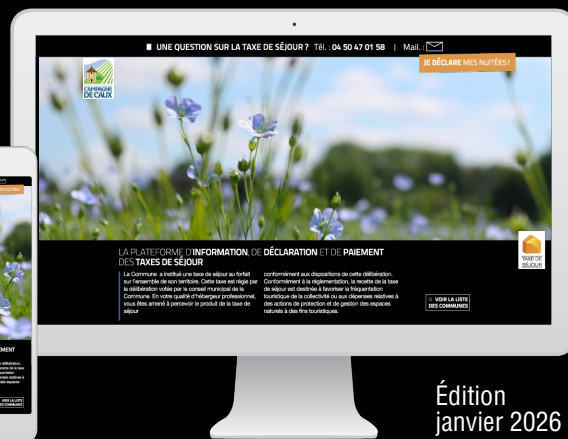 UNE QUESTION SUR LA TAXE DE SÉJOUR ? Tél. : 04 50 47 01 58 | Mail. :
JE DÉCLARE MES NUITÉES !
CAMPAGNE
DE CAUX
LA PLATEFORME D'INFORMATION, DE DÉCLARATION ET DE PAIEMENT
DES TAXES DE SÉJOUR
La Commune a institué une taxe de séjour au forfait
sur l'ensemble de son territoire. Cette taxe est régie par
la délibération votée par le conseil municipal de la
Commune. En votre qualité d'hébergeur professionnel,
vous êtes amené à percevoir le produit de la taxe de
séjour
conformément aux dispositions de cette délibération.
Conformément à la réglementation, la recette de la taxe
de séjour est destinée à favoriser la fréquentation
touristique de la collectivité ou aux dépenses relatives à
des actions de protection et de gestion des espaces
naturels à des fins touristiques.
TAXE DE
SÉJOUR
VOIR LA LISTE
DES COMMUNES
EMENT
VOIR LA LISTE
DES COMMUNES
Édition
janvier 2026